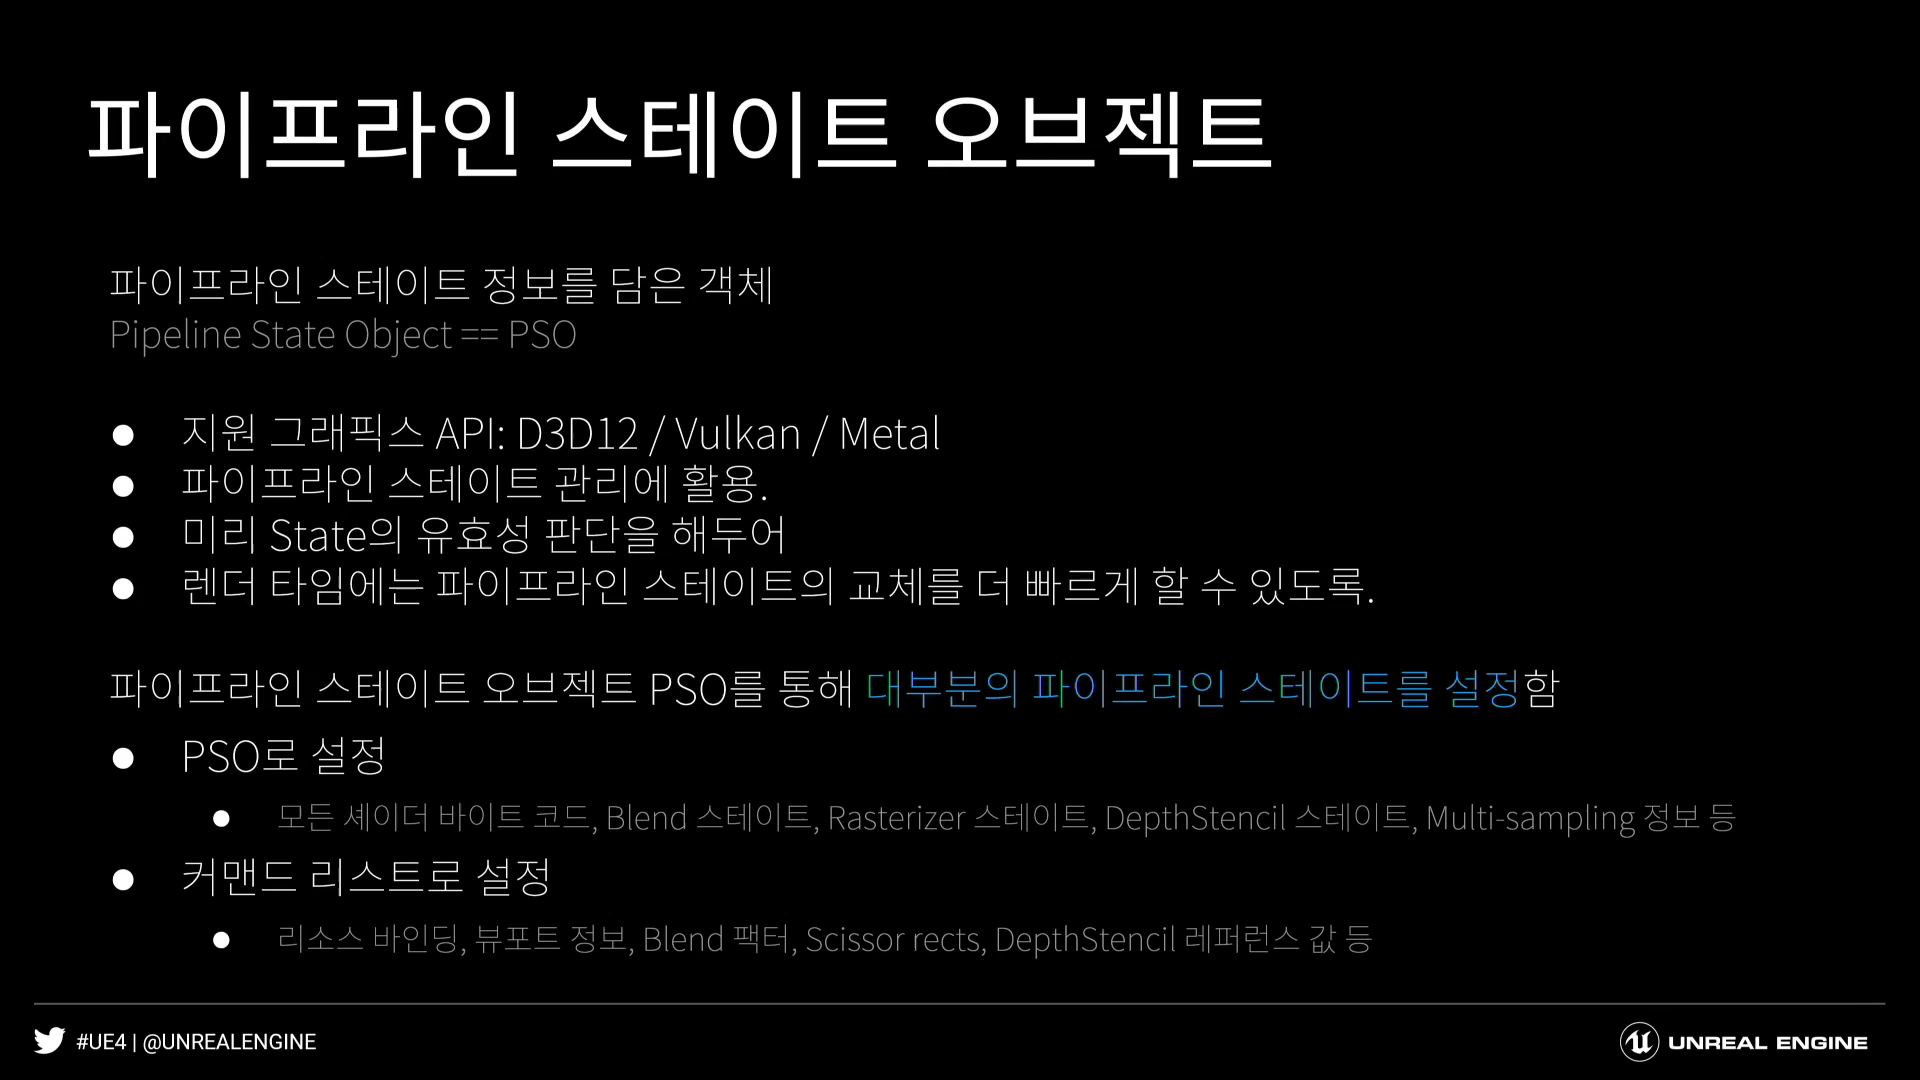 파이프라인 스테이트 오브젝트
파이프라인 스테이트 정보를 담은 객체
Pipeline State Object == PSO
● 지원 그래픽스 API: D3D12 / Vulkan / Metal
● 파이프라인 스테이트 관리에 활용.
● 미리 State의 유효성 판단을 해두어
● 렌더 타임에는 파이프라인 스테이트의 교체를 더 빠르게 할 수 있도록.
파이프라인 스테이트 오브젝트 PSO를 통해 대부분의 파이프라인 스테이트를 설정함
● PSO로 설정
● 모든 셰이더 바이트 코드, Blend 스테이트, Rasterizer 스테이트, DepthStencil 스테이트, Multi-sampling 정보 등
● 커맨드 리스트로 설정
● 리소스 바인딩, 뷰포트 정보, Blend 팩터, Scissor rects, DepthStencil 레퍼런스 값 등
#UE4 | @UNREALENGINE
UNREAL ENGINE